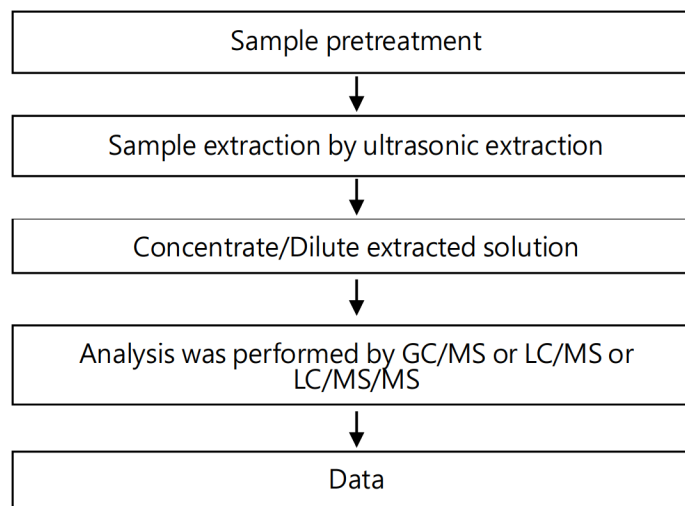 Sample pretreatment
Sample extraction by ultrasonic extraction
Concentrate/Dilute extracted solution
Analysis was performed by GC/MS or LC/MS or
LC/MS/MS
Data